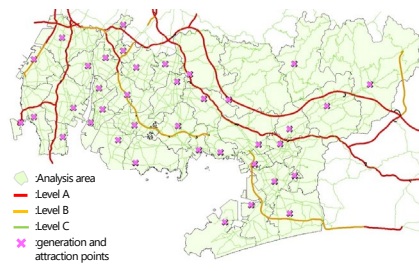 :Analysis area
:Level A
:Level B
:Level C
:generation and
attraction points